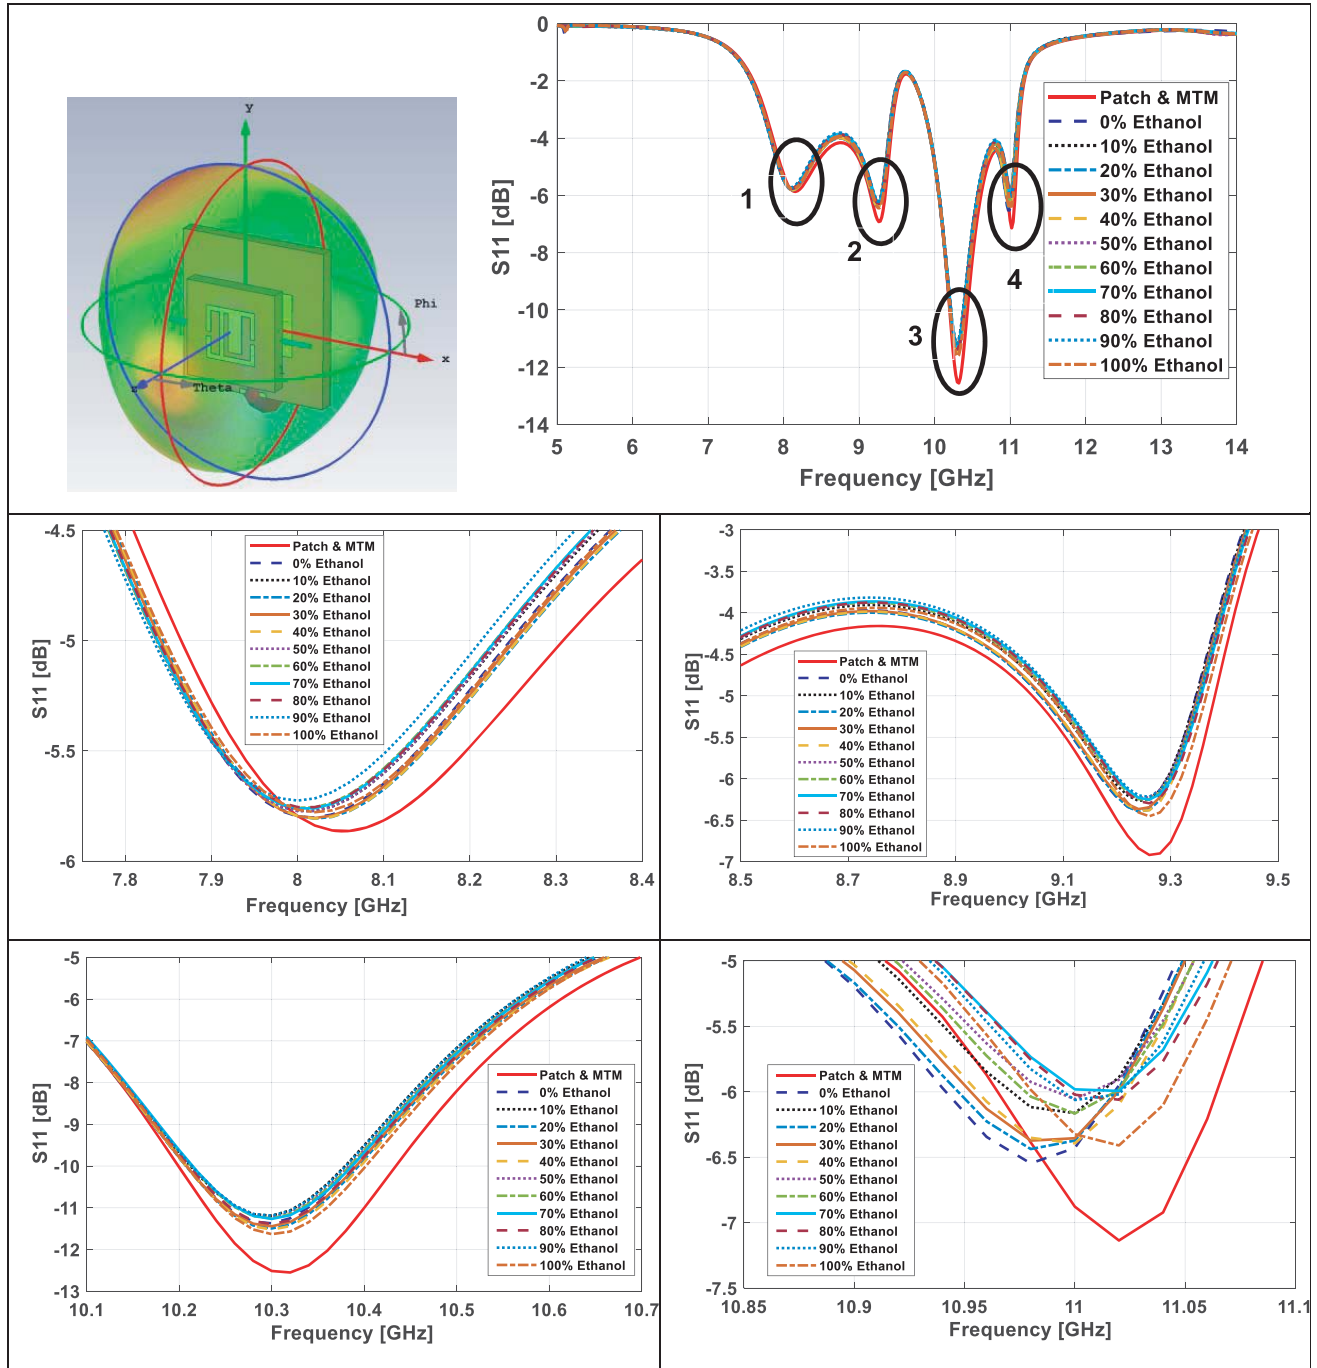 y
Phi
x
z
Theta
0
-2
-4
-6
-8
-10
-12
-14
S11 [dB]
5 6 7 8 9 10 11 12 13 14
Frequency [GHz]
1
2
3
4
Patch & MTM
0% Ethanol
10% Ethanol
20% Ethanol
30% Ethanol
40% Ethanol
50% Ethanol
60% Ethanol
70% Ethanol
80% Ethanol
90% Ethanol
100% Ethanol
-4.5
-5
-5.5
-6
S11 [dB]
7.8 7.9 8 8.1 8.2 8.3 8.4
Frequency [GHz]
Patch & MTM
0% Ethanol
10% Ethanol
20% Ethanol
30% Ethanol
40% Ethanol
50% Ethanol
60% Ethanol
70% Ethanol
80% Ethanol
90% Ethanol
100% Ethanol
-3
-3.5
-4
-4.5
-5
-5.5
-6
-6.5
-7
S11 [dB]
8.5 8.7 8.9 9.1 9.3 9.5
Frequency [GHz]
Patch & MTM
0% Ethanol
10% Ethanol
20% Ethanol
30% Ethanol
40% Ethanol
50% Ethanol
60% Ethanol
70% Ethanol
80% Ethanol
90% Ethanol
100% Ethanol
-5
-6
-7
-8
-9
-10
-11
-12
-13
S11 [dB]
10.1 10.2 10.3 10.4 10.5 10.6 10.7
Frequency [GHz]
Patch & MTM
0% Ethanol
10% Ethanol
20% Ethanol
30% Ethanol
40% Ethanol
50% Ethanol
60% Ethanol
70% Ethanol
80% Ethanol
90% Ethanol
100% Ethanol
-5
-5.5
-6
-6.5
-7
-7.5
S11 [dB]
10.85 10.9 10.95 11 11.05 11.1
Frequency [GHz]
Patch & MTM
0% Ethanol
10% Ethanol
20% Ethanol
30% Ethanol
40% Ethanol
50% Ethanol
60% Ethanol
70% Ethanol
80% Ethanol
90% Ethanol
100% Ethanol